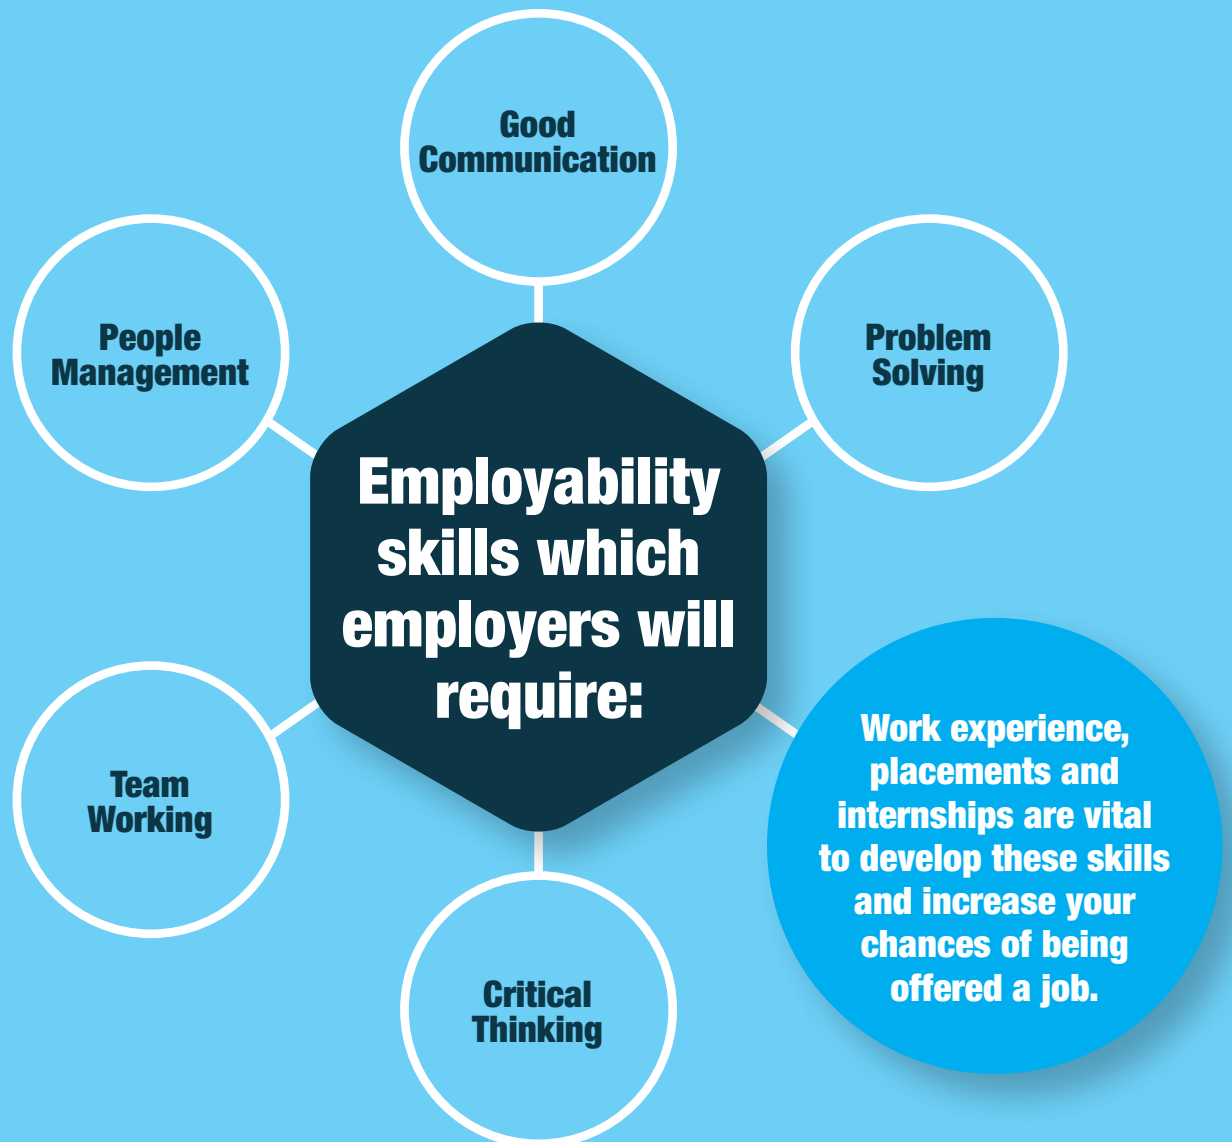 Good
Communication
People
Management
Problem
Solving
Employability
skills which
employers will
require:
Team
Working
Work experience,
placements and
internships are vital
to develop these skills
and increase your
chances of being
offered a job.
Critical
Thinking